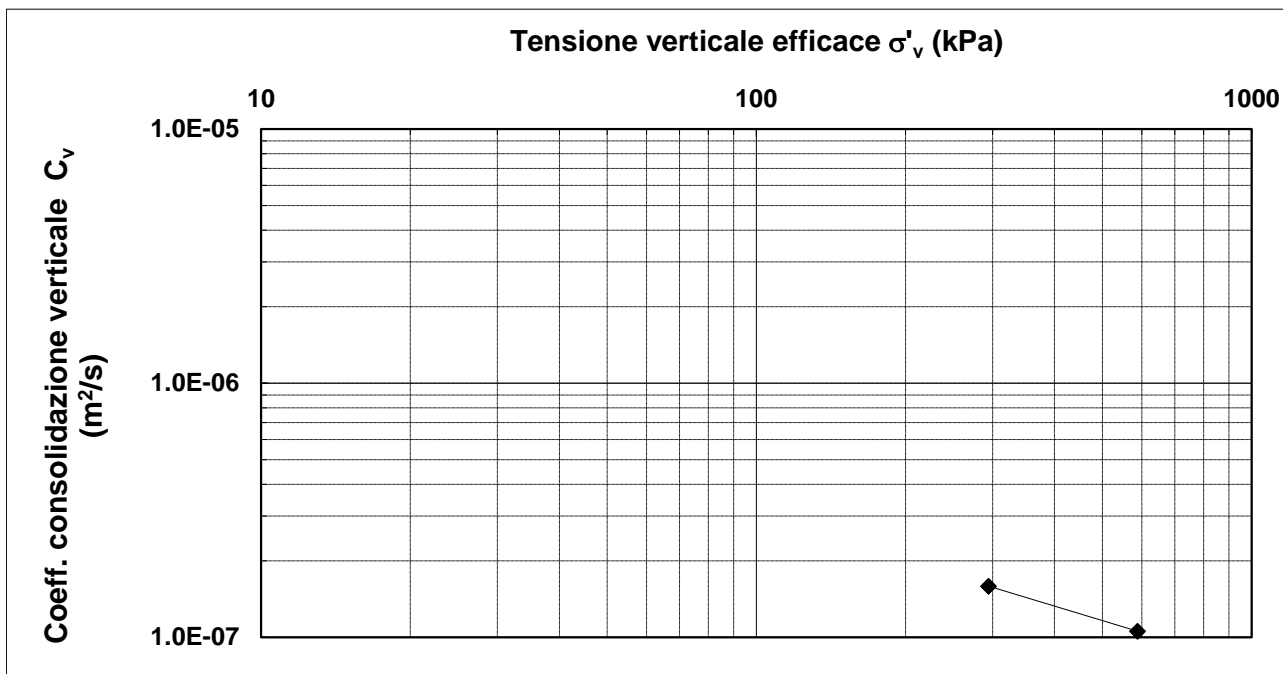 Tensione verticale efficace σ'v (kPa)
10 100 1000
1.0E-05
1.0E-06
1.0E-07
Coeff. consolidazione verticale Cv
(m²/s)